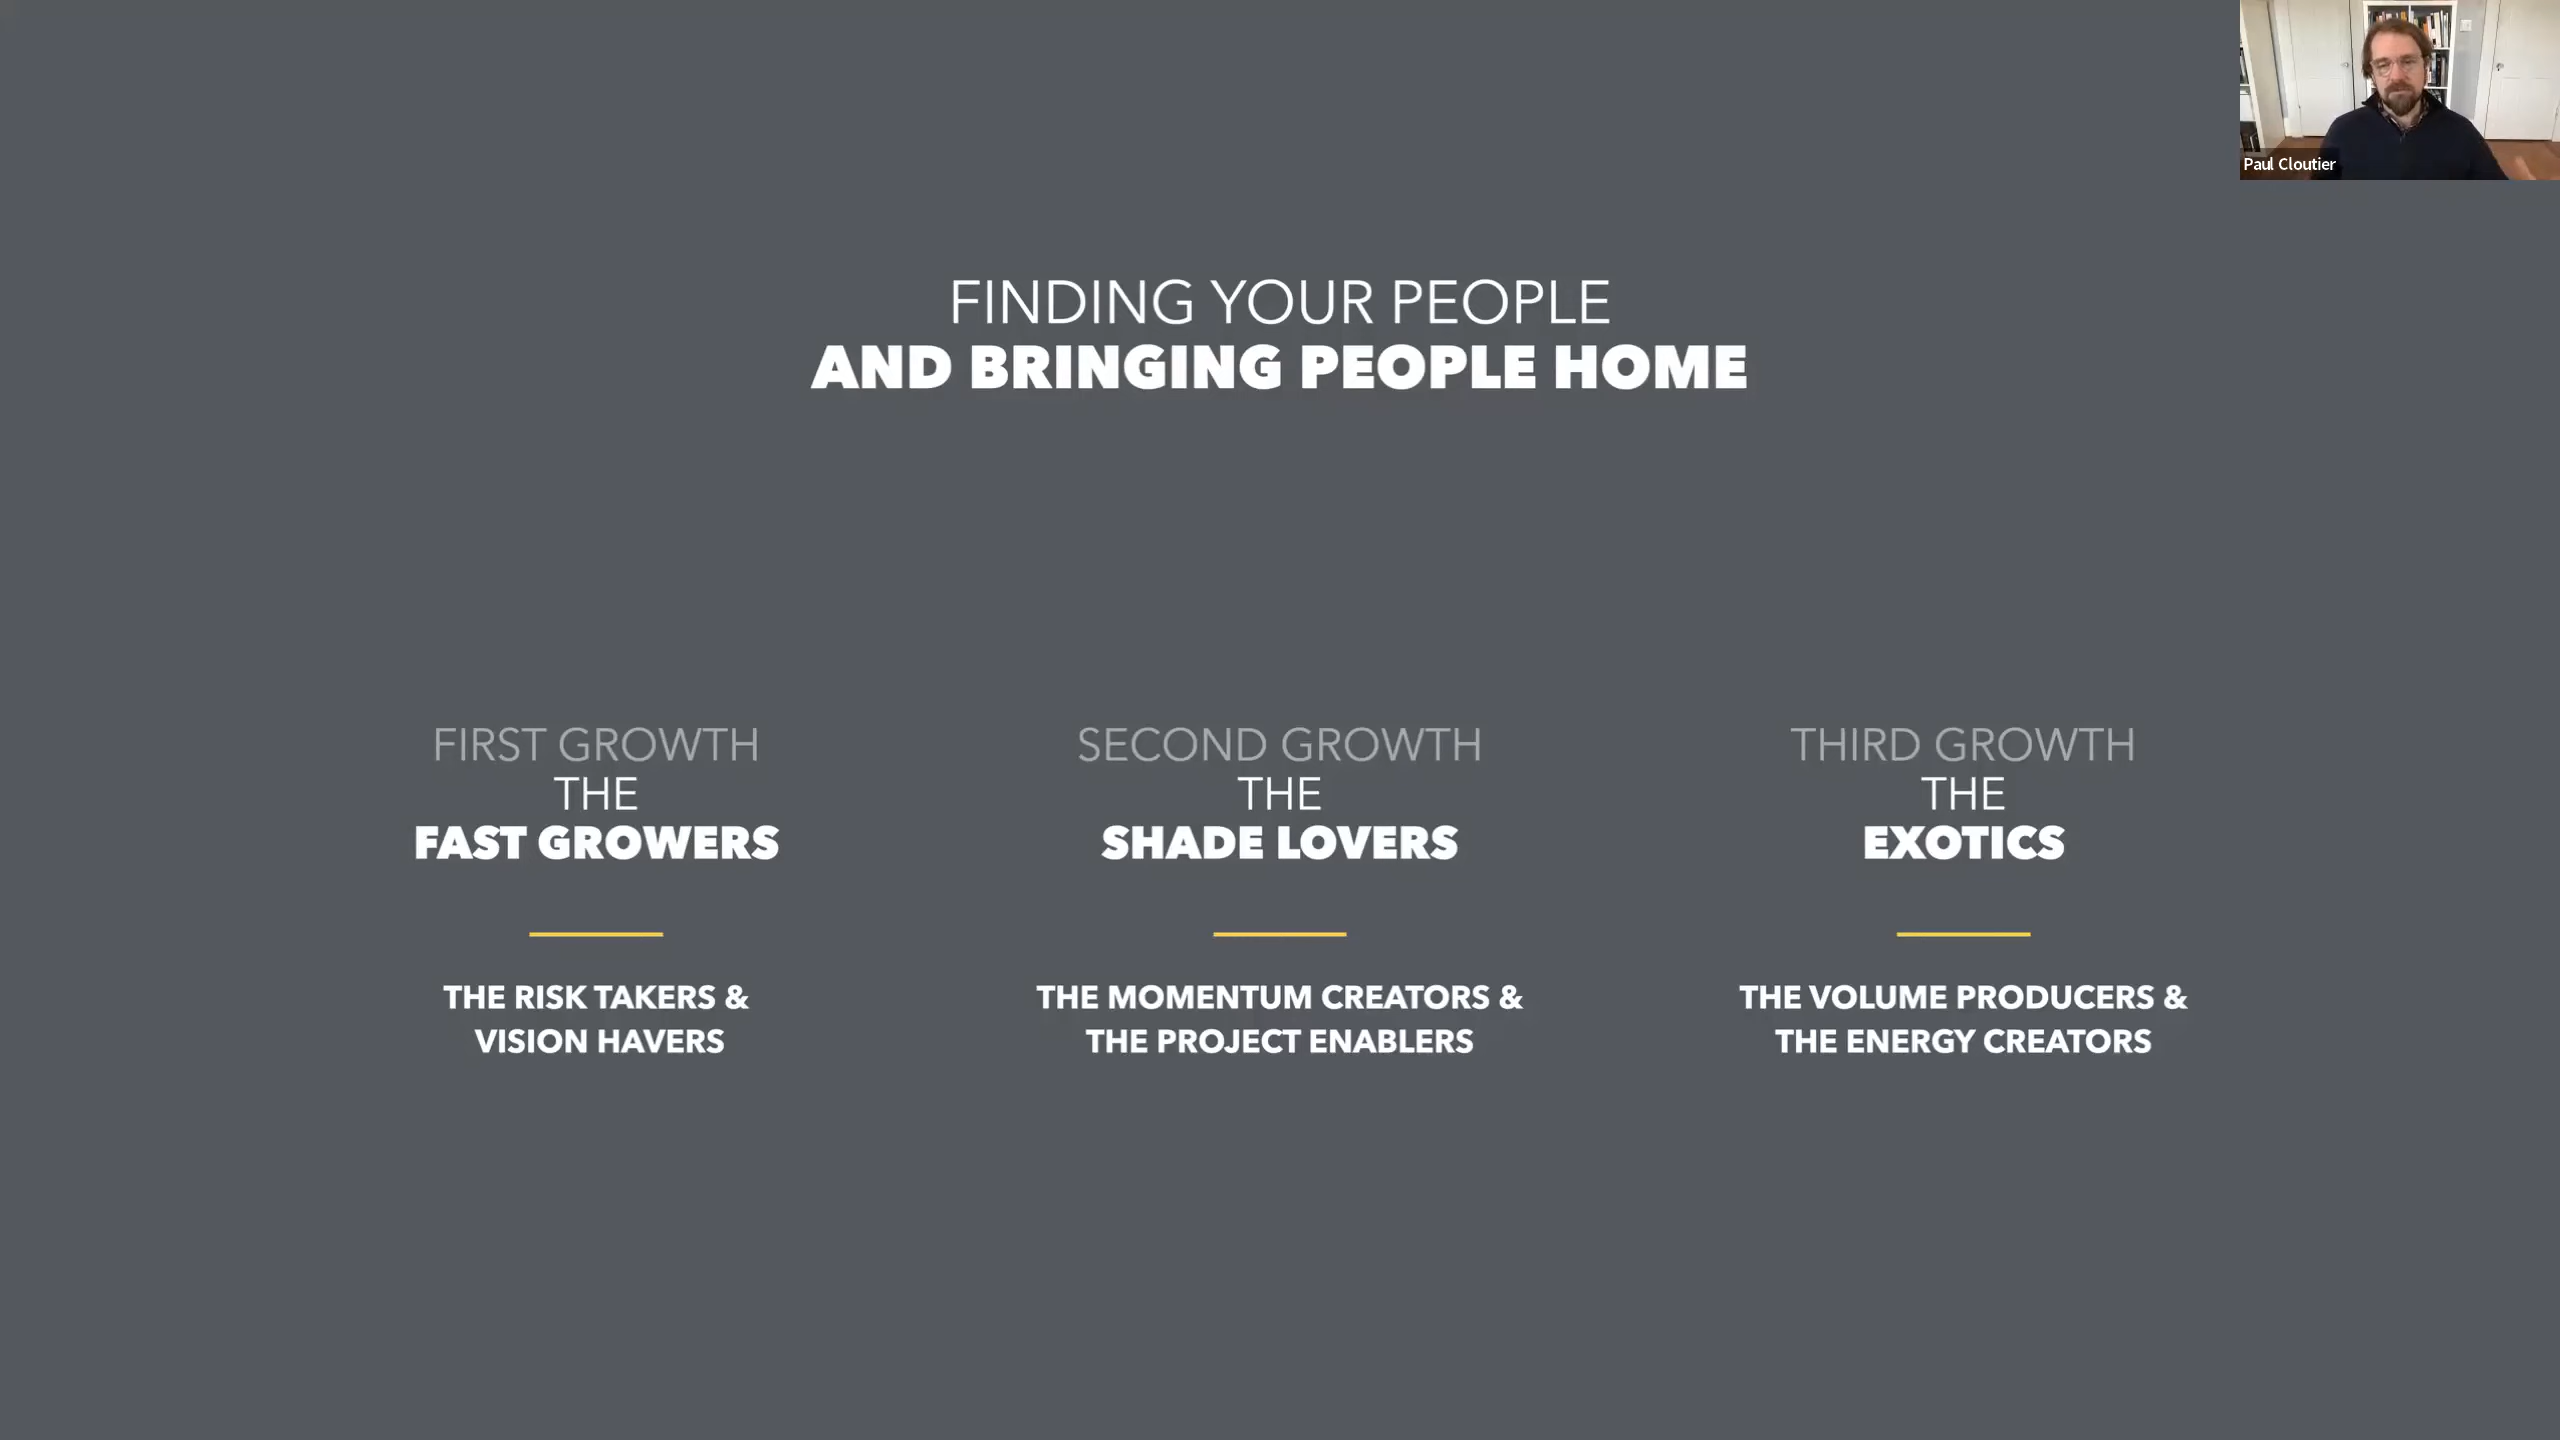 Paul Cloutier
FINDING YOUR PEOPLE
AND BRINGING PEOPLE HOME
FIRST GROWTH
THE
FAST GROWERS
THE RISK TAKERS &
VISION HAVERS
SECOND GROWTH
THE
SHADE LOVERS
THE MOMENTUM CREATORS &
THE PROJECT ENABLERS
THIRD GROWTH
THE
EXOTICS
THE VOLUME PRODUCERS &
THE ENERGY CREATORS